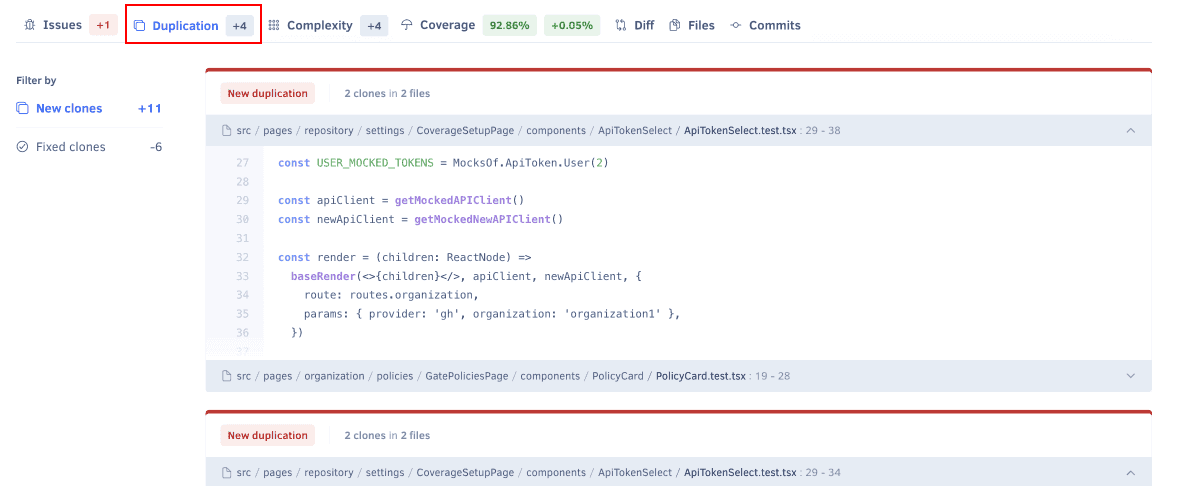 Issues +1 Duplication +4 Complexity +4 Coverage 92.86% +0.05% Diff Files Commits
Filter by
New clones +11
Fixed clones -6
New duplication 2 clones in 2 files
src / pages / repository / settings / CoverageSetupPage / components / ApiTokenSelect / ApiTokenSelect.test.tsx : 29 - 38
27 const USER_MOCKED_TOKENS = MocksOf.ApiToken.User(2)
28
29 const apiClient = getMockedAPIClient()
30 const newApiClient = getMockedNewAPIClient()
31
32 const render = (children: ReactNode) =>
33 baseRender(<>{children}</>, apiClient, newApiClient, {
34 route: routes.organization,
35 params: { provider: 'gh', organization: 'organization1' },
36 })
37
src / pages / organization / policies / GatePoliciesPage / components / PolicyCard / PolicyCard.test.tsx : 19 - 28
New duplication 2 clones in 2 files
src / pages / repository / settings / CoverageSetupPage / components / ApiTokenSelect / ApiTokenSelect.test.tsx : 29 - 34